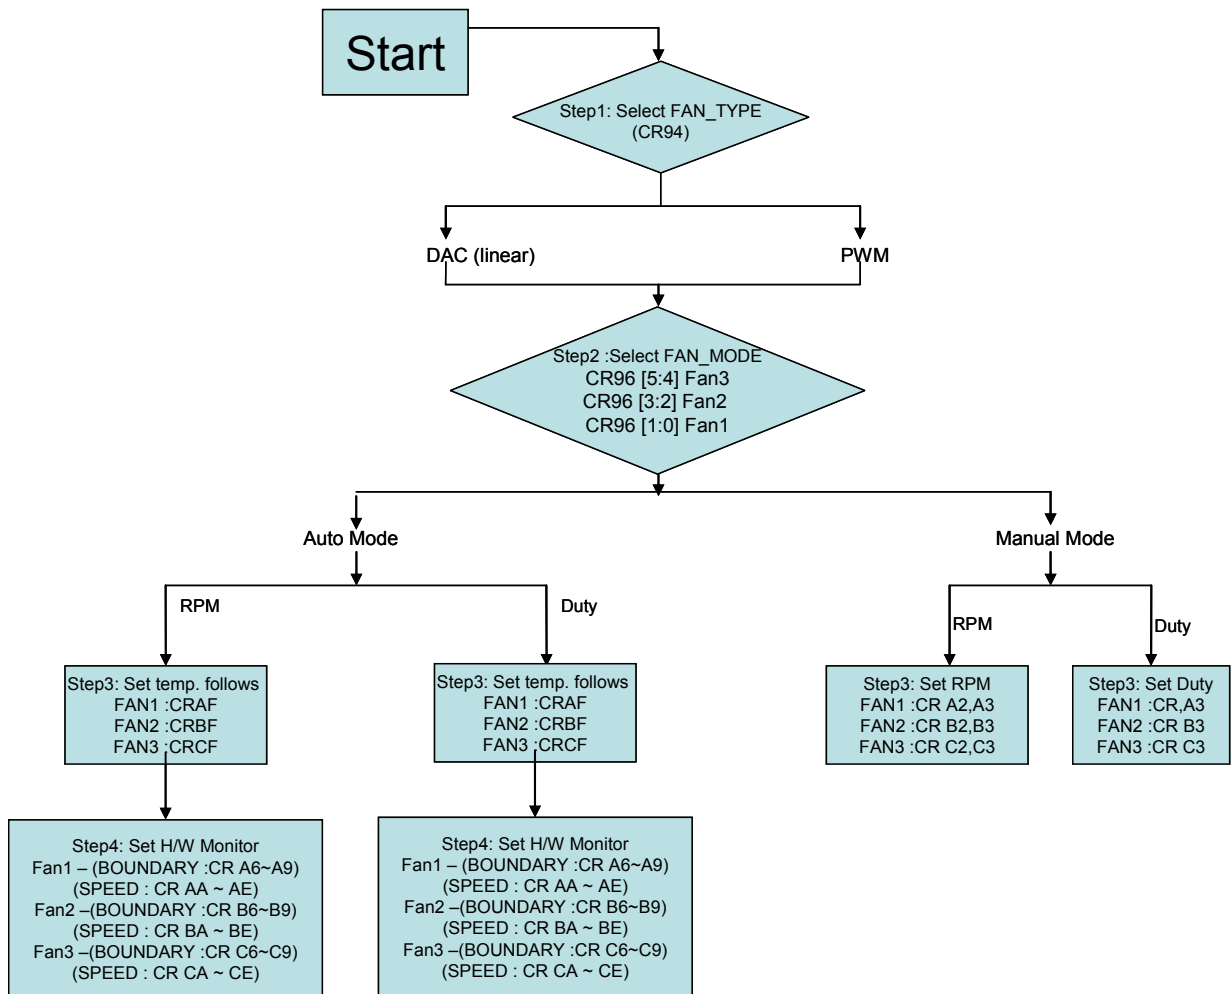 Start
Step1: Select FAN_TYPE
(CR94)
DAC (linear)
PWM
Step2 :Select FAN_MODE
CR96 [5:4] Fan3
CR96 [3:2] Fan2
CR96 [1:0] Fan1
Auto Mode
Manual Mode
RPM
Duty
RPM
Duty
Step3: Set temp. follows
FAN1 :CRAF
FAN2 :CRBF
FAN3 :CRCF
Step3: Set temp. follows
FAN1 :CRAF
FAN2 :CRBF
FAN3 :CRCF
Step3: Set RPM
FAN1 :CR A2,A3
FAN2 :CR B2,B3
FAN3 :CR C2,C3
Step3: Set Duty
FAN1 :CR,A3
FAN2 :CR B3
FAN3 :CR C3
Step4: Set H/W Monitor
Fan1 – (BOUNDARY :CR A6~A9)
(SPEED : CR AA ~ AE)
Fan2 –(BOUNDARY :CR B6~B9)
(SPEED : CR BA ~ BE)
Fan3 –(BOUNDARY :CR C6~C9)
(SPEED : CR CA ~ CE)
Step4: Set H/W Monitor
Fan1 – (BOUNDARY :CR A6~A9)
(SPEED : CR AA ~ AE)
Fan2 –(BOUNDARY :CR B6~B9)
(SPEED : CR BA ~ BE)
Fan3 –(BOUNDARY :CR C6~C9)
(SPEED : CR CA ~ CE)